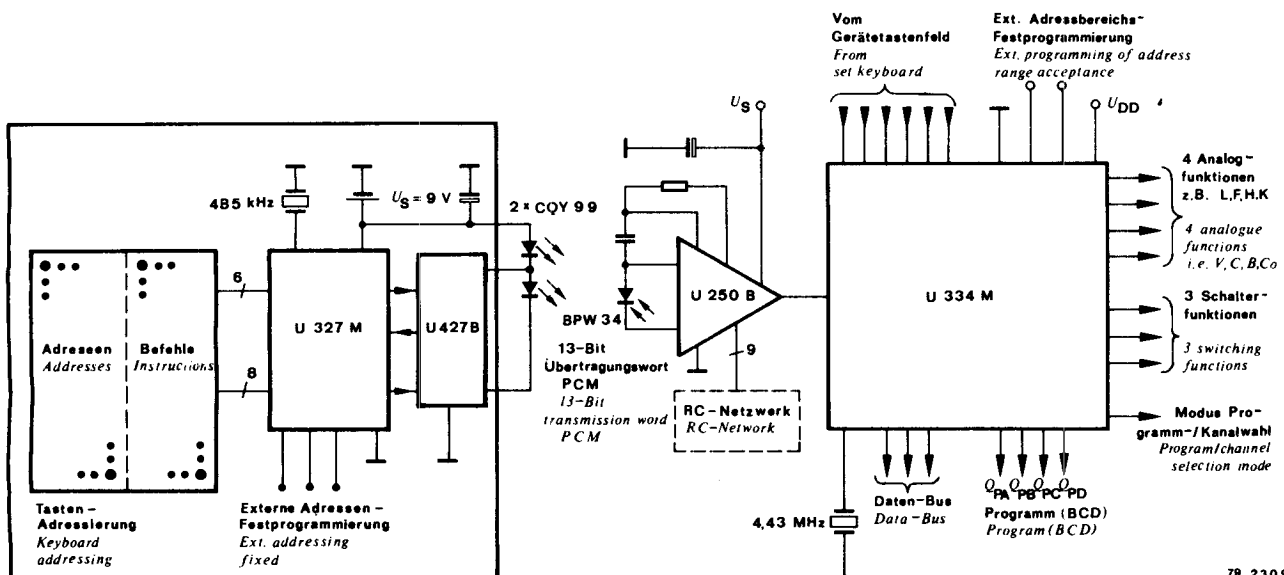 Vom
Gerätetastenfeld
From
set keyboard
Ext. Adressbereichs-
Festprogrammierung
Ext. programming of address
range acceptance
U_S
U_DD
485 kHz
U_S = 9 V
2 x CQY 99
6
8
Adreseen
Addresses
Befehle
Instructions
U 327 M
U 427 B
BPW 34
13-Bit
Übertragungswort
PCM
13-Bit
transmission word
PCM
U 250 B
9
RC-Netzwerk
RC-Network
U 334 M
4 Analog-
funktionen
z.B. L,F,H,K
4 analogue
functions
i.e. V, C, B, Co
3 Schalter-
funktionen
3 switching
functions
Modus Pro-
gramm-/Kanalwahl
Program/channel
selection mode
Tasten-
Adressierung
Keyboard
addressing
Externe Adressen-
Festprogrammierung
Ext. addressing
fixed
4,43 MHz
Daten-Bus
Data-Bus
Q_PA Q_PB Q_PC Q_PD
Programm (BCD)
Program (BCD)